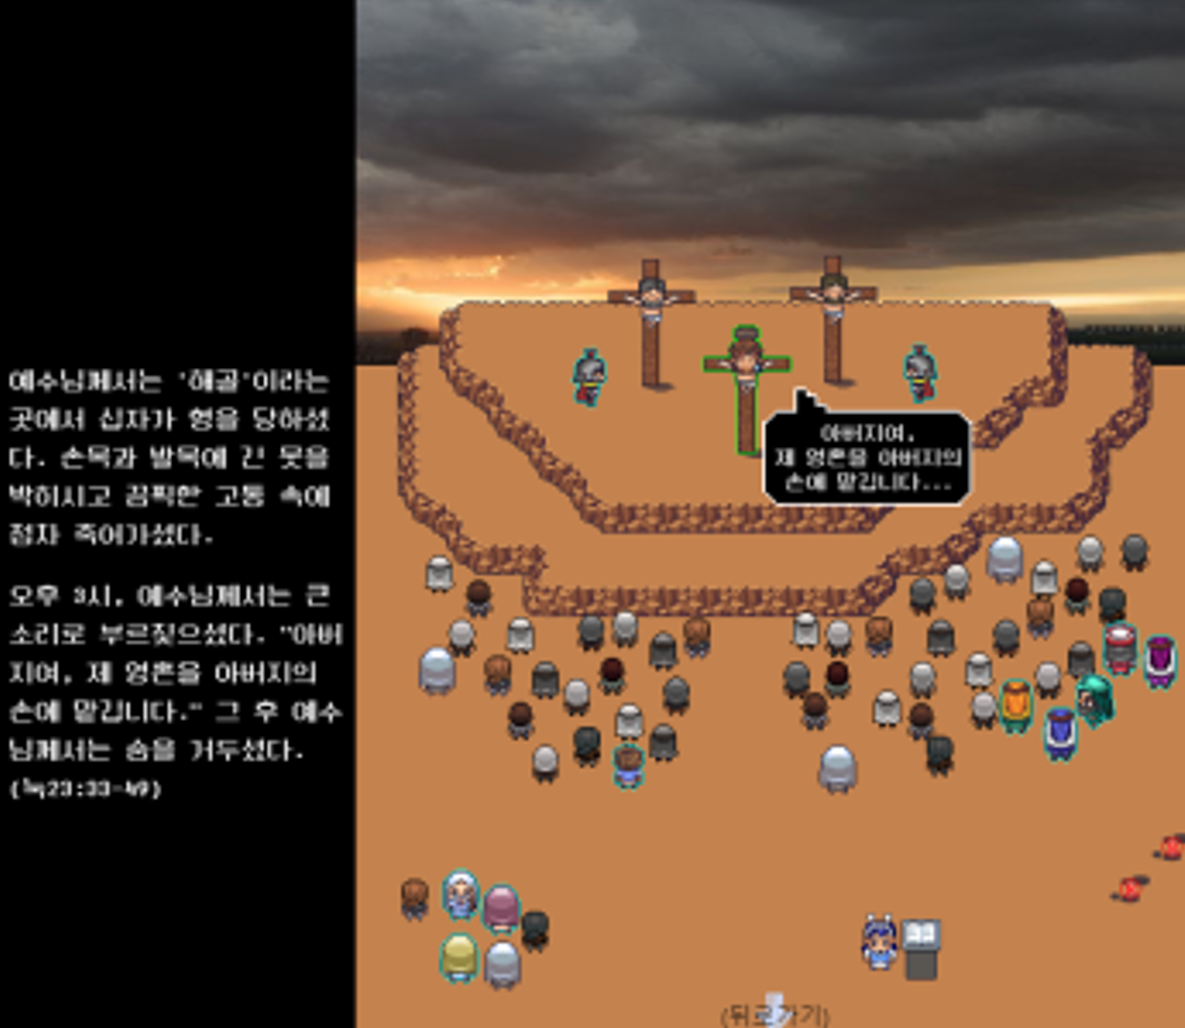 예수님께서는 '해골'이라는
곳에서 십자가 형을 당하셨
다. 손목과 발목에 긴 못을
박히시고 끔찍한 고통 속에
점차 죽어가셨다.
오후 3시, 예수님께서는 큰
소리로 부르짖으셨다. "아버
지여, 제 영혼을 아버지의
손에 맡깁니다." 그 후 예수
님께서는 숨을 거두셨다.
(눅23:33-49)
아버지여,
제 영혼을 아버지의
손에 맡깁니다...
(뒤로가기)